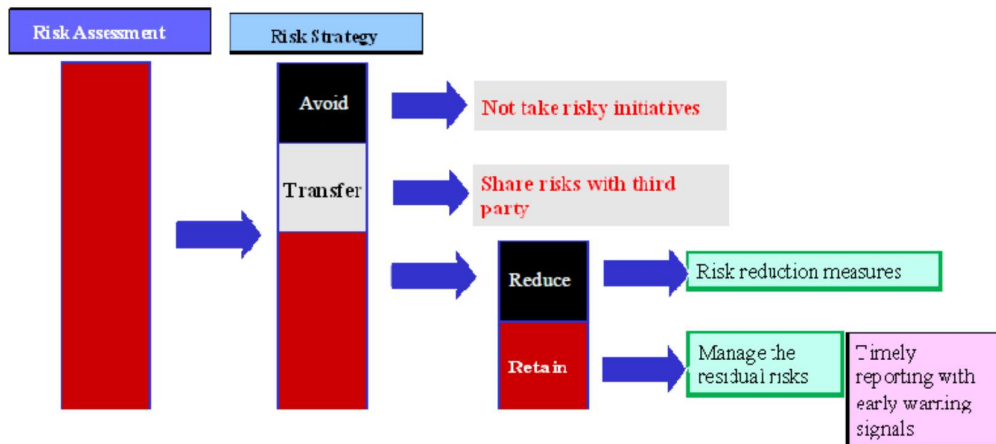 Risk Assessment
Risk Strategy
Avoid
Not take risky initiatives
Transfer
Share risks with third
party
Reduce
Risk reduction measures
Retain
Manage the
residual risks
Timely
reporting with
early warning
signals